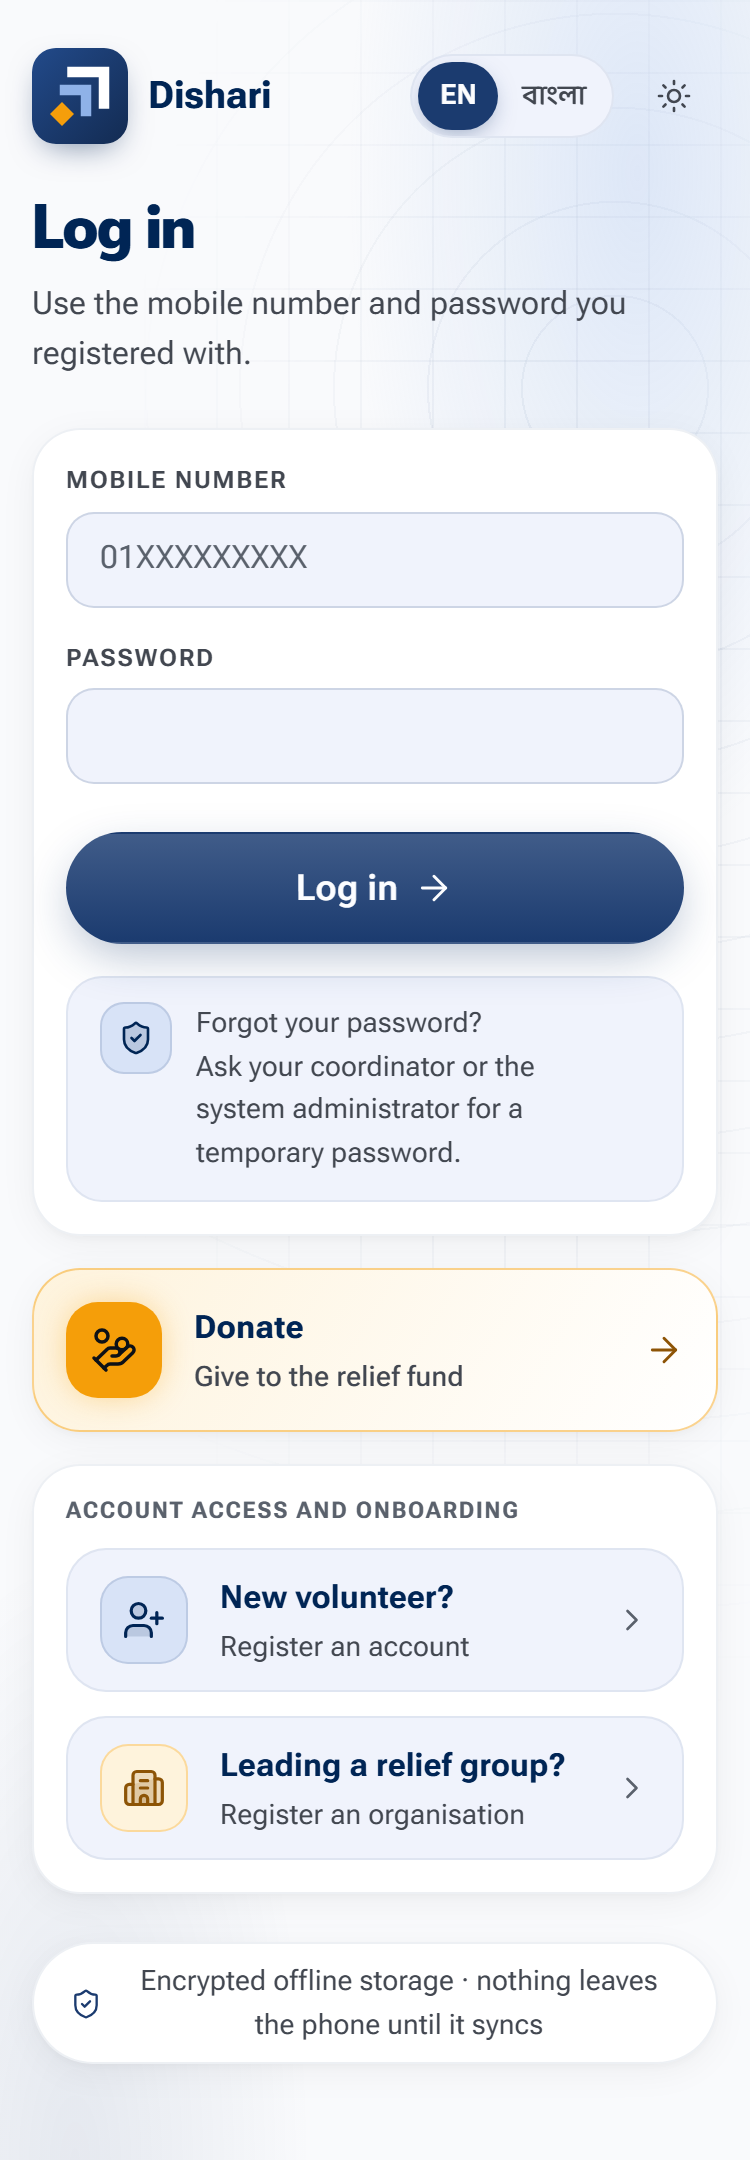 Dishari
EN
বাংলা
Log in
Use the mobile number and password you
registered with.
MOBILE NUMBER
01XXXXXXXXX
PASSWORD
Log in
Forgot your password?
Ask your coordinator or the
system administrator for a
temporary password.
Donate
Give to the relief fund
ACCOUNT ACCESS AND ONBOARDING
New volunteer?
Register an account
Leading a relief group?
Register an organisation
Encrypted offline storage · nothing leaves
the phone until it syncs